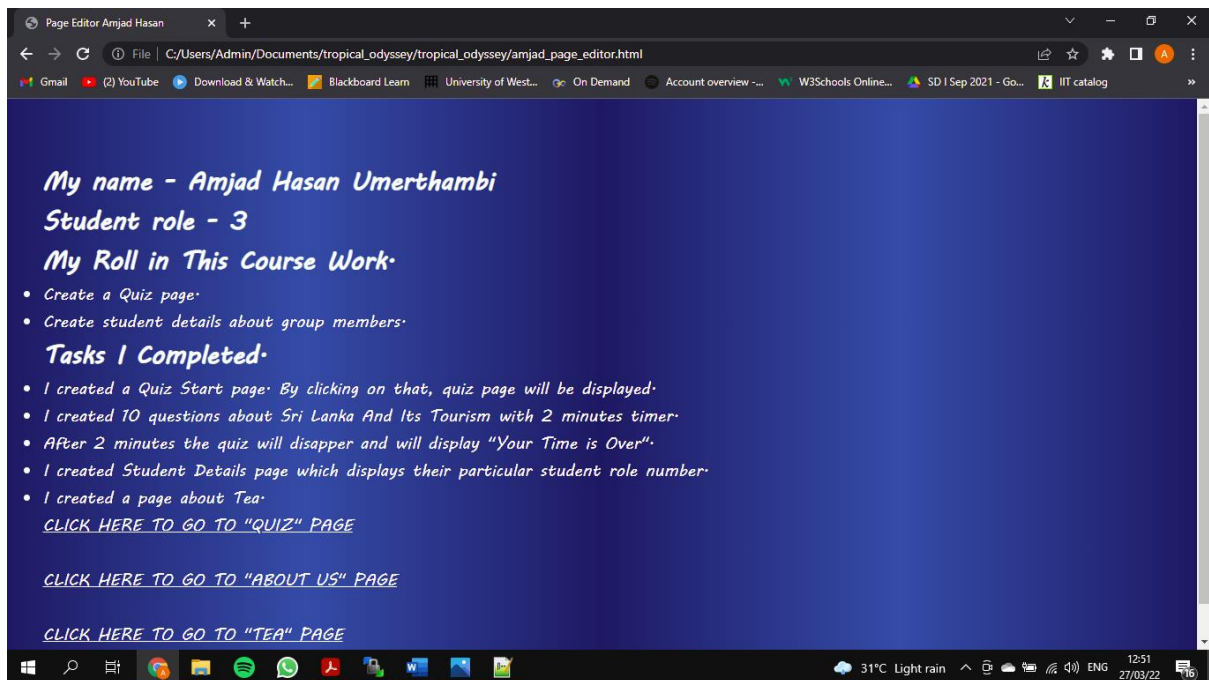 Page Editor Amjad Hasan
File | C:/Users/Admin/Documents/tropical_odyssey/tropical_odyssey/amjad_page_editor.html
A
Gmail (2) YouTube Download & Watch... Blackboard Learn University of West... On Demand Account overview -... W3Schools Online... SD I Sep 2021 - Go... k IIT catalog »
My name - Amjad Hasan Umerthambi
Student role - 3
My Roll in This Course Work.
• Create a Quiz page.
• Create student details about group members.
Tasks I Completed.
• I created a Quiz Start page. By clicking on that, quiz page will be displayed.
• I created 10 questions about Sri Lanka And Its Tourism with 2 minutes timer.
• After 2 minutes the quiz will disapper and will display "Your Time is Over".
• I created Student Details page which displays their particular student role number.
• I created a page about Tea.
CLICK HERE TO GO TO "QUIZ" PAGE
CLICK HERE TO GO TO "ABOUT US" PAGE
CLICK HERE TO GO TO "TEA" PAGE
31°C Light rain ENG 12:51
27/03/22 16